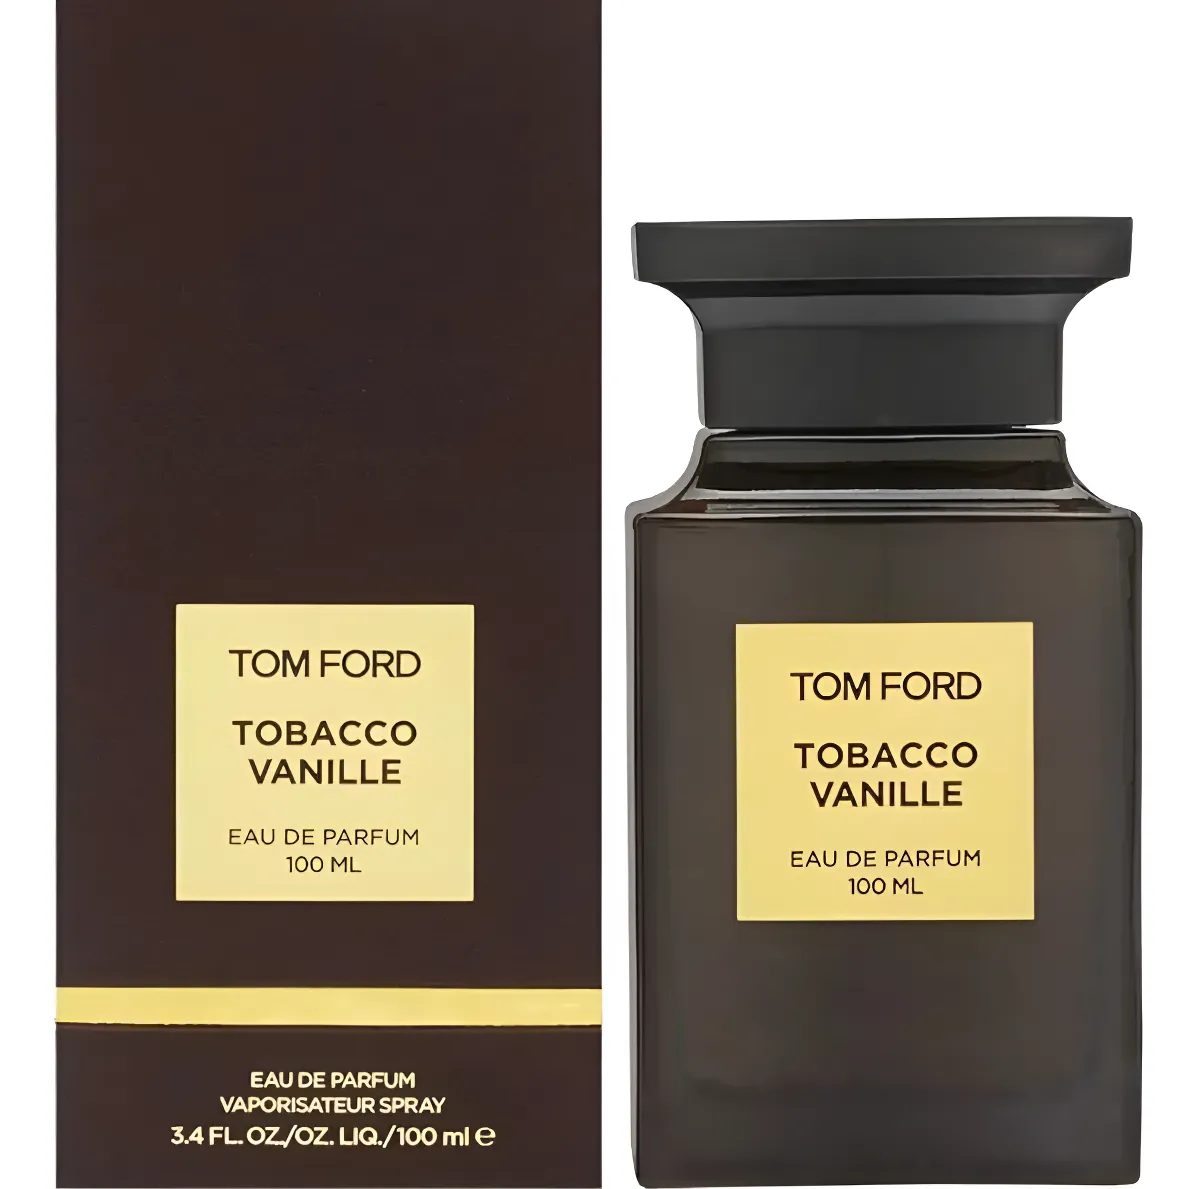 TOM FORD
TOBACCO
VANILLE
EAU DE PARFUM
100 ML
EAU DE PARFUM
VAPORISATEUR SPRAY
3.4 FL. OZ./OZ. LIQ./100 ml e
TOM FORD
TOBACCO
VANILLE
EAU DE PARFUM
100 ML